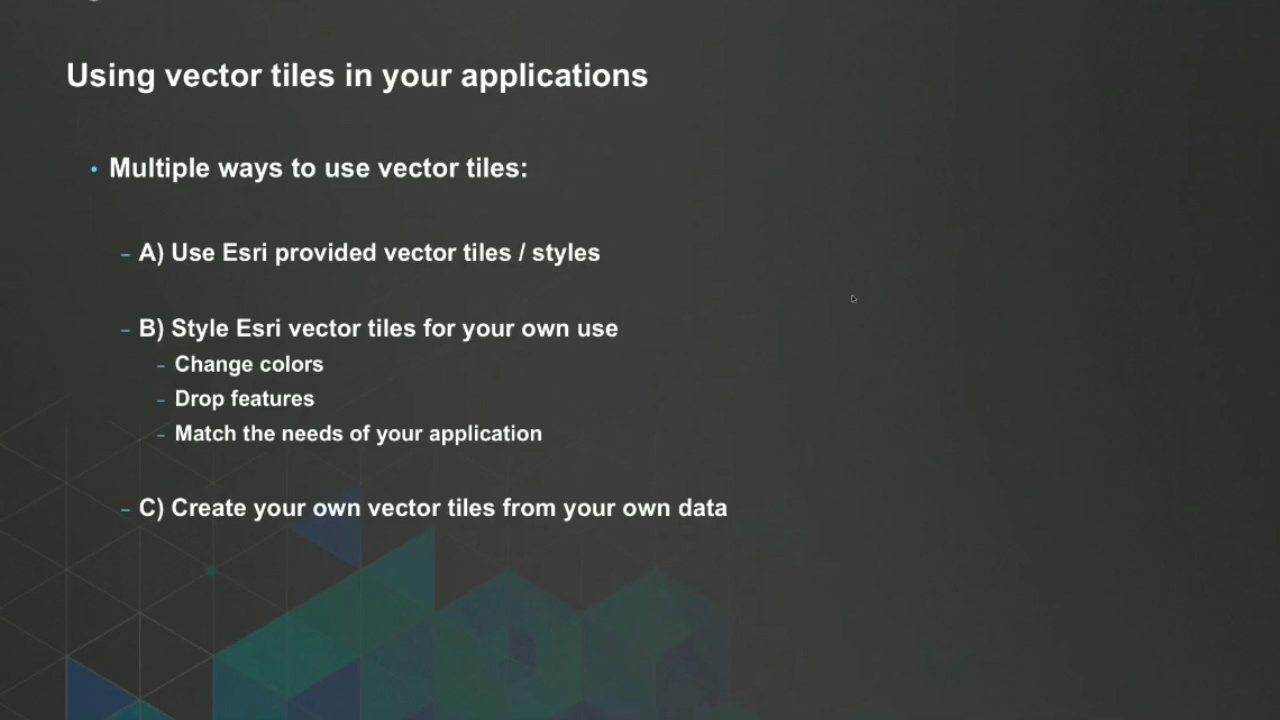 Using vector tiles in your applications
• Multiple ways to use vector tiles:
– A) Use Esri provided vector tiles / styles
– B) Style Esri vector tiles for your own use
– Change colors
– Drop features
– Match the needs of your application
– C) Create your own vector tiles from your own data